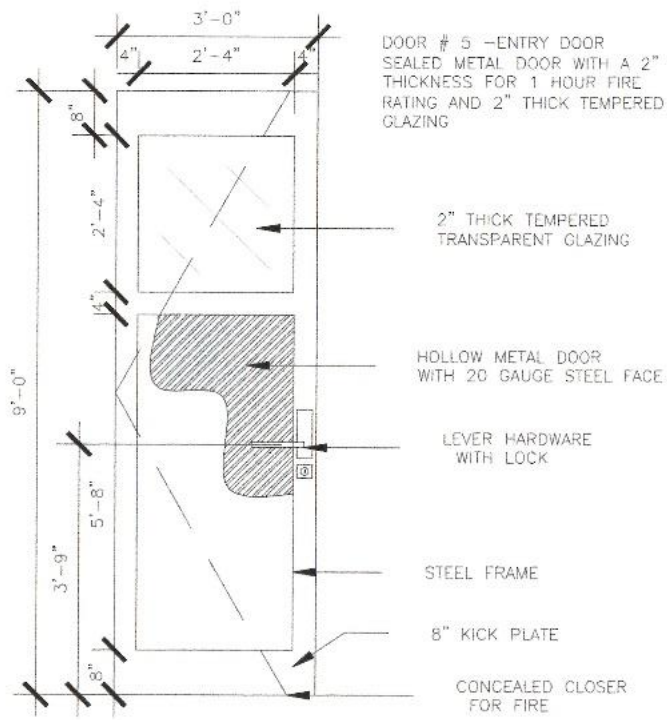 3'-0"
4"
2'-4"
4"
DOOR # 5 -ENTRY DOOR
SEALED METAL DOOR WITH A 2"
THICKNESS FOR 1 HOUR FIRE
RATING AND 2" THICK TEMPERED
GLAZING
8"
2'-4"
2" THICK TEMPERED
TRANSPARENT GLAZING
4"
HOLLOW METAL DOOR
WITH 20 GAUGE STEEL FACE
9'-0"
LEVER HARDWARE
WITH LOCK
5'-8"
3'-9"
STEEL FRAME
8" KICK PLATE
8"
CONCEALED CLOSER
FOR FIRE